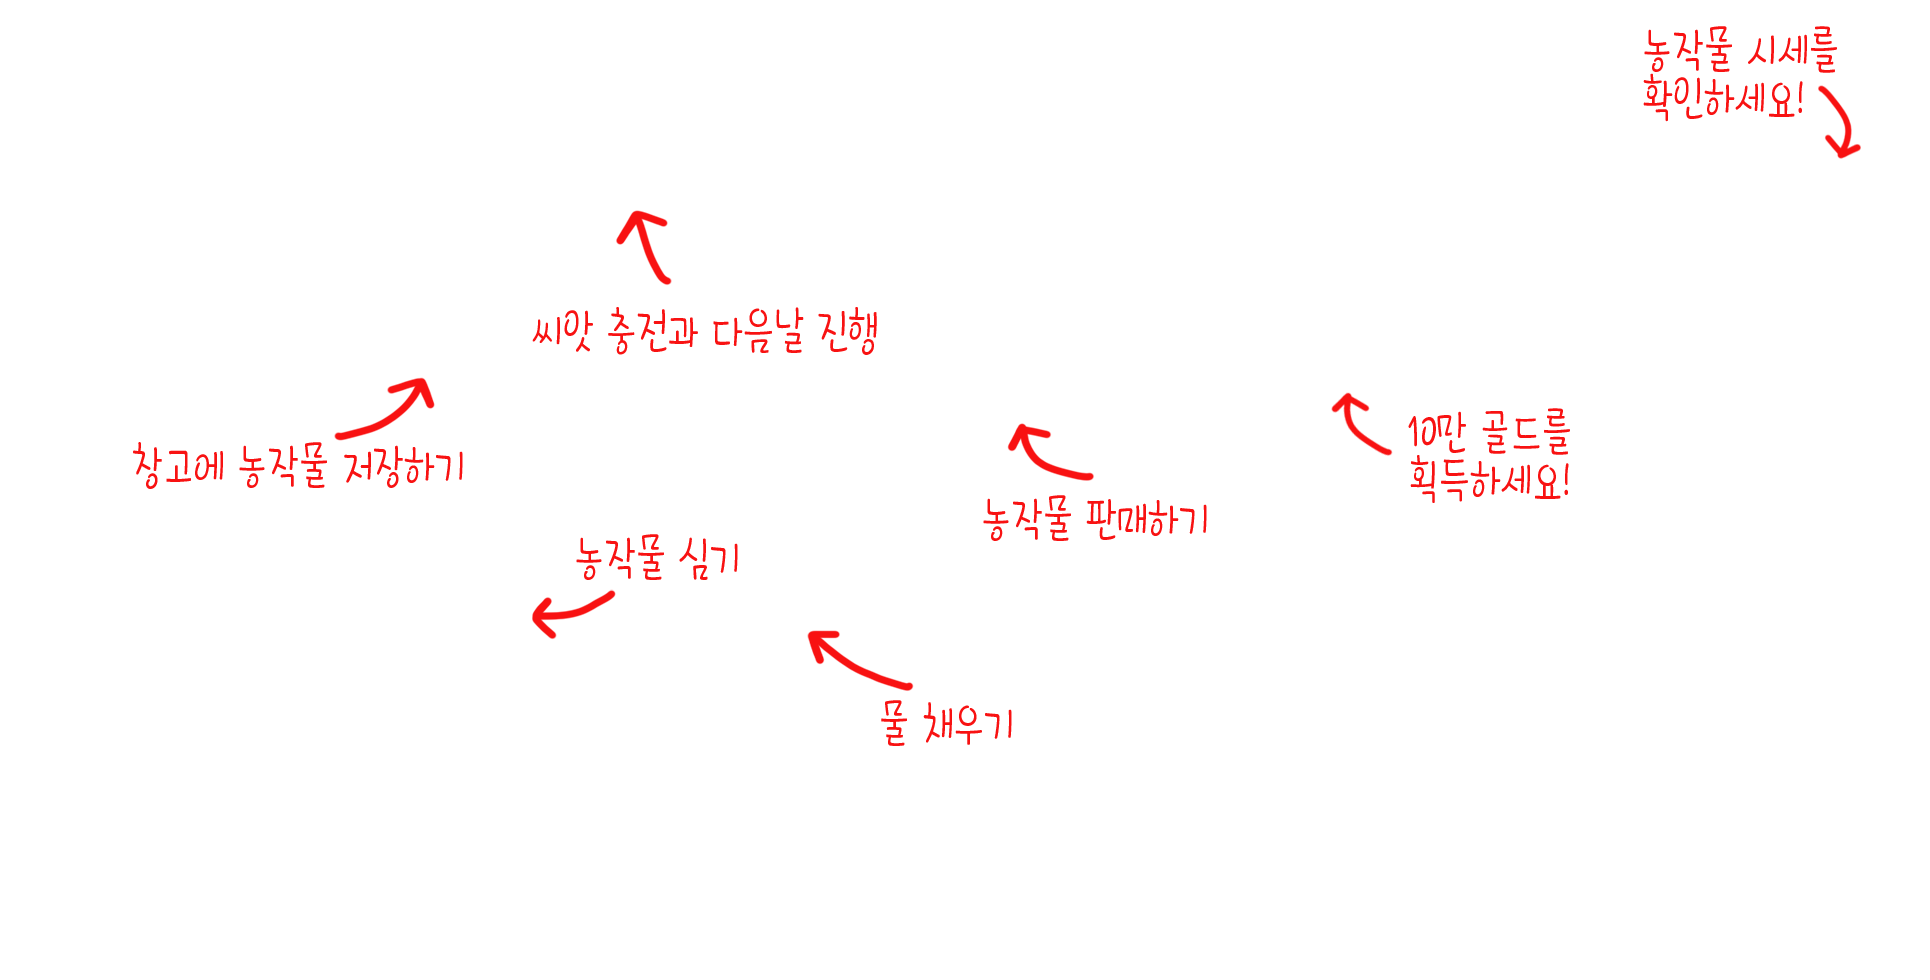 농작물 시세를
확인하세요!
씨앗 충전과 다음날 진행
창고에 농작물 저장하기
10만 골드를
획득하세요!
농작물 판매하기
농작물 심기
물 채우기